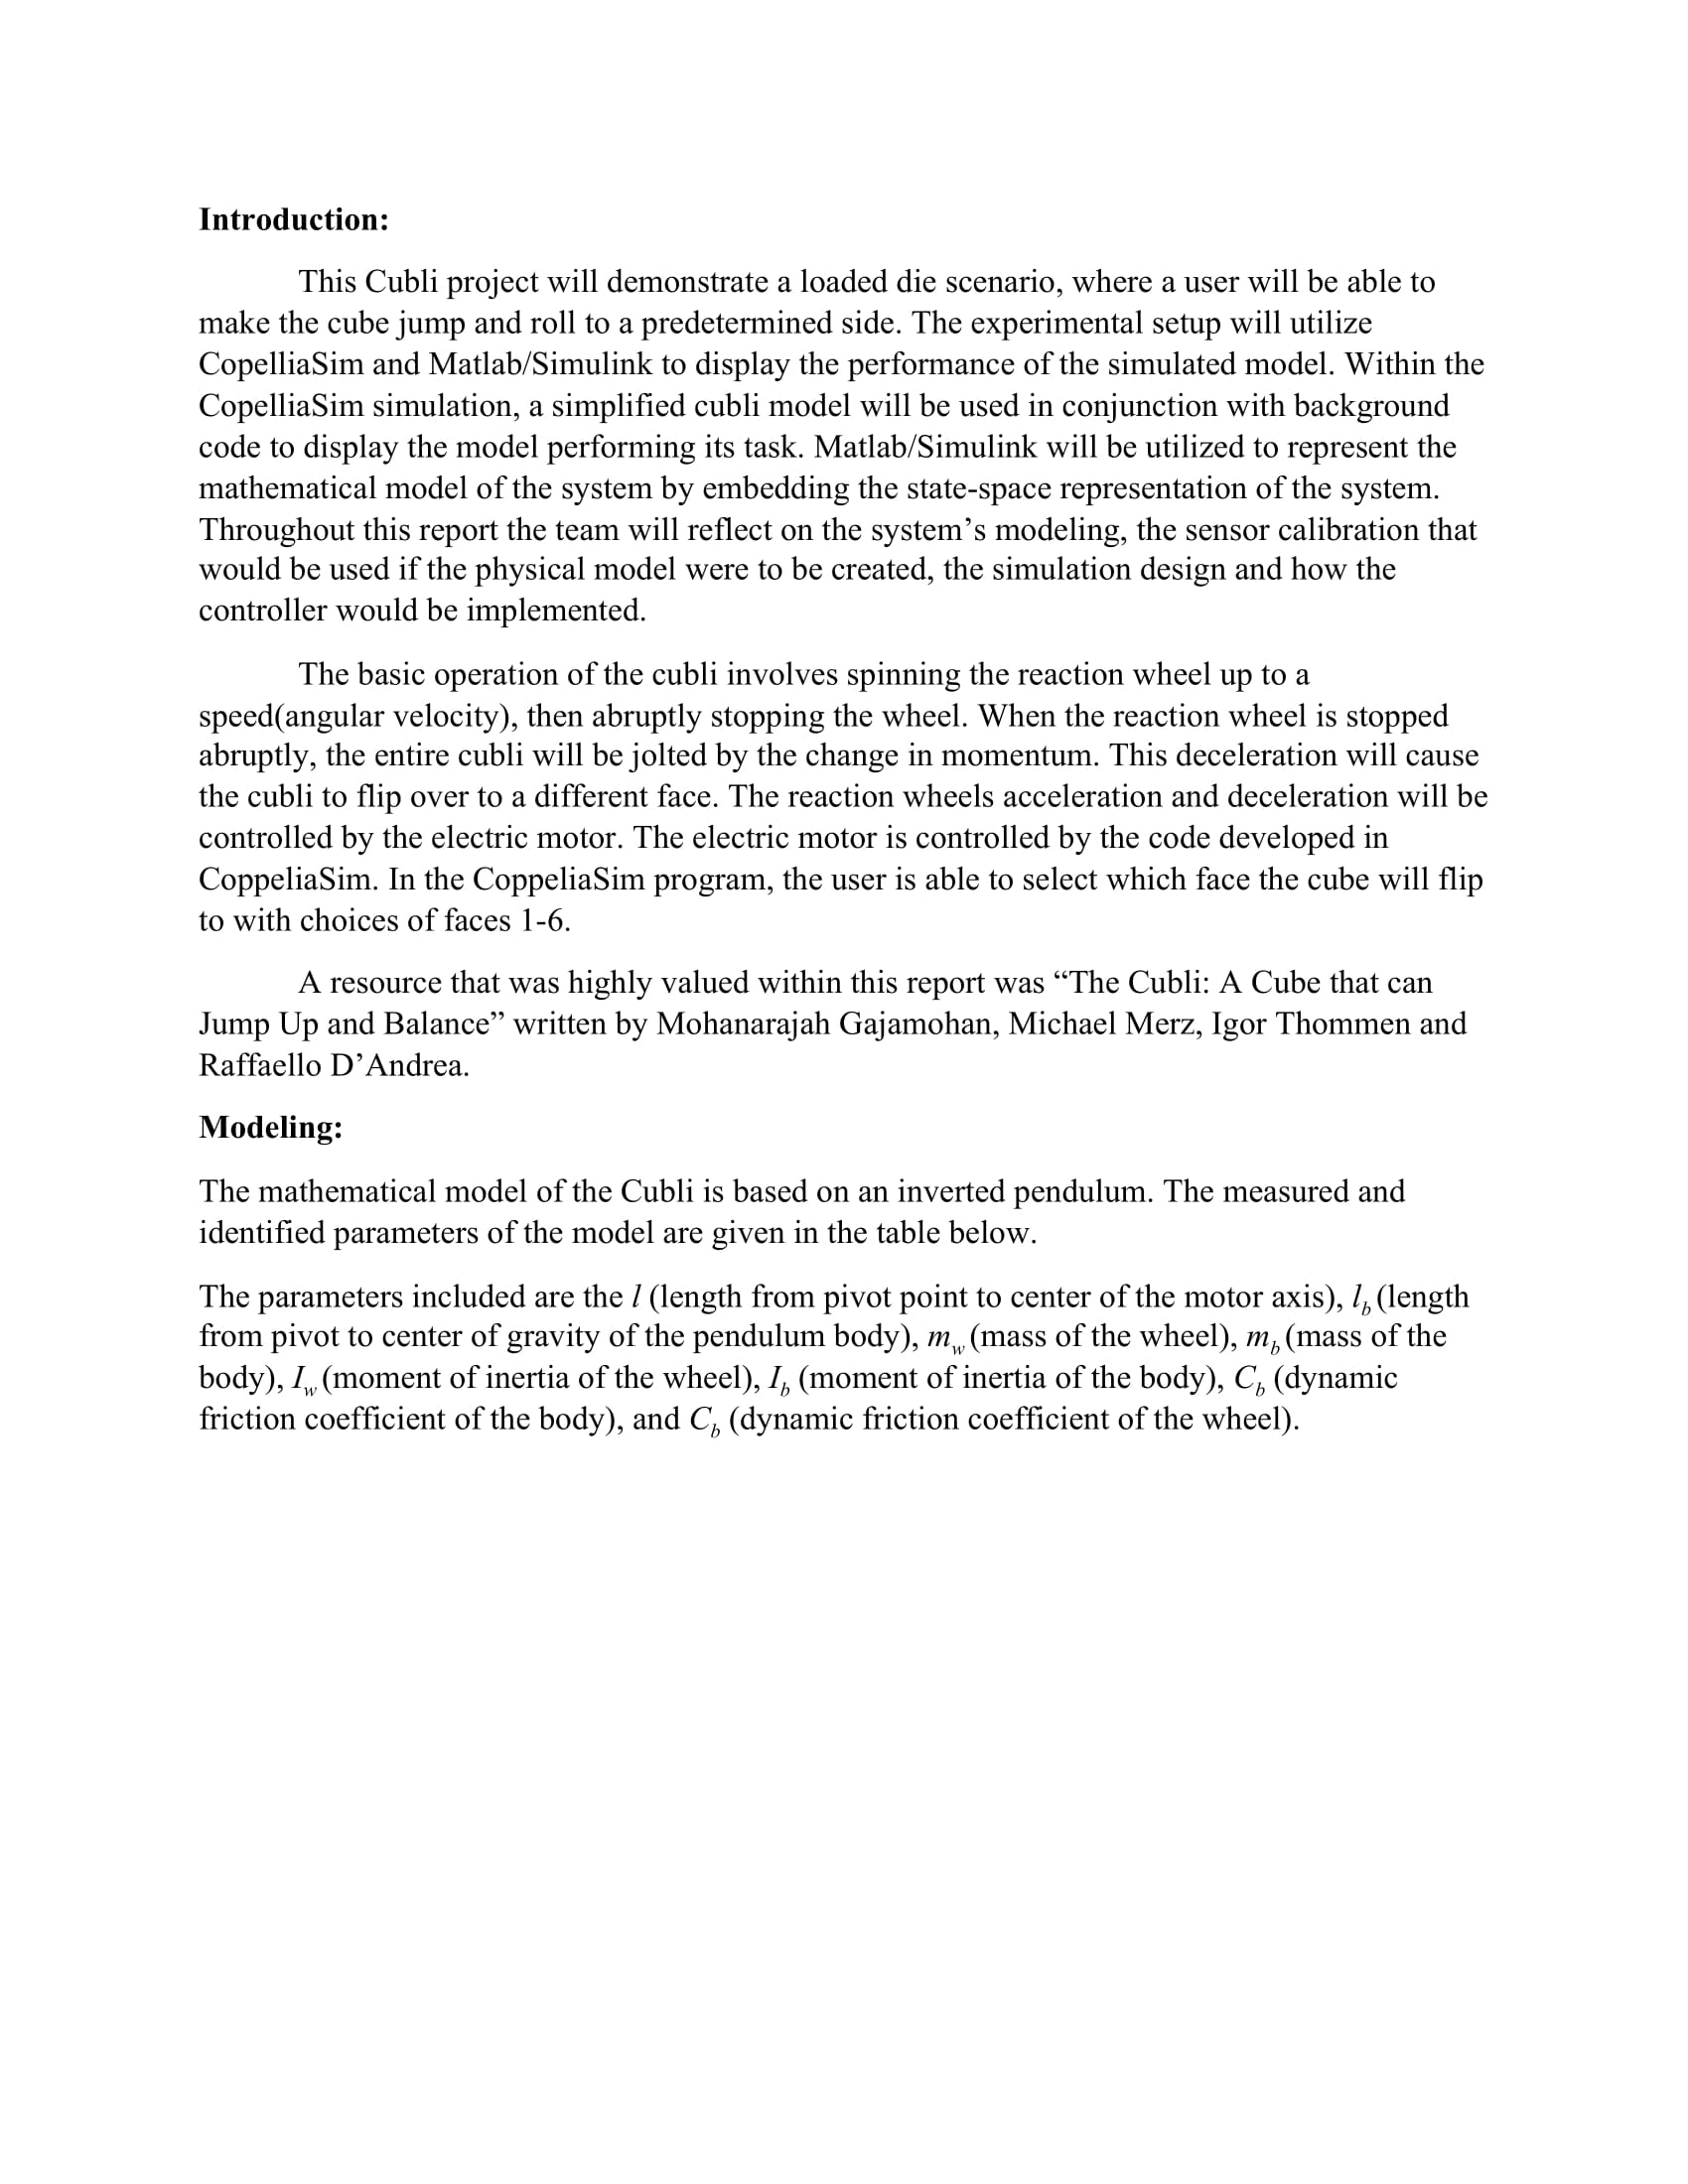 Introduction:
This Cubli project will demonstrate a loaded die scenario, where a user will be able to
make the cube jump and roll to a predetermined side. The experimental setup will utilize
CopelliaSim and Matlab/Simulink to display the performance of the simulated model. Within the
CopelliaSim simulation, a simplified cubli model will be used in conjunction with background
code to display the model performing its task. Matlab/Simulink will be utilized to represent the
mathematical model of the system by embedding the state-space representation of the system.
Throughout this report the team will reflect on the system’s modeling, the sensor calibration that
would be used if the physical model were to be created, the simulation design and how the
controller would be implemented.
The basic operation of the cubli involves spinning the reaction wheel up to a
speed(angular velocity), then abruptly stopping the wheel. When the reaction wheel is stopped
abruptly, the entire cubli will be jolted by the change in momentum. This deceleration will cause
the cubli to flip over to a different face. The reaction wheels acceleration and deceleration will be
controlled by the electric motor. The electric motor is controlled by the code developed in
CoppeliaSim. In the CoppeliaSim program, the user is able to select which face the cube will flip
to with choices of faces 1-6.
A resource that was highly valued within this report was “The Cubli: A Cube that can
Jump Up and Balance” written by Mohanarajah Gajamohan, Michael Merz, Igor Thommen and
Raffaello D’Andrea.
Modeling:
The mathematical model of the Cubli is based on an inverted pendulum. The measured and
identified parameters of the model are given in the table below.
The parameters included are the l (length from pivot point to center of the motor axis), l_b (length
from pivot to center of gravity of the pendulum body), m_w (mass of the wheel), m_b (mass of the
body), I_w (moment of inertia of the wheel), I_b (moment of inertia of the body), C_b (dynamic
friction coefficient of the body), and C_b (dynamic friction coefficient of the wheel).